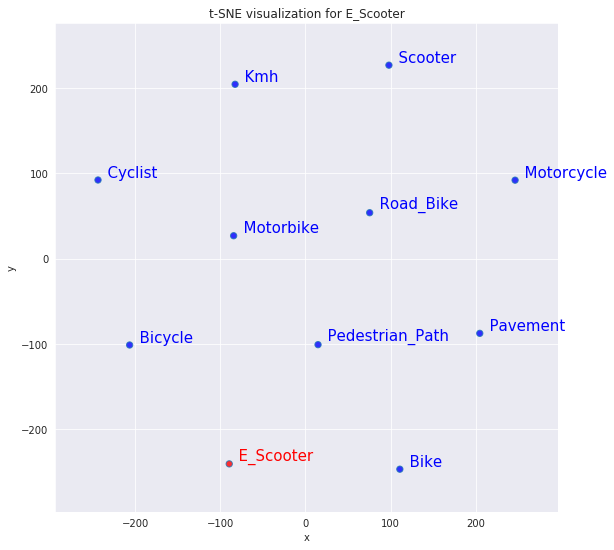 t-SNE visualization for E_Scooter
Scooter
Kmh
Cyclist
Motorcycle
Road_Bike
Motorbike
Pavement
Pedestrian_Path
Bicycle
E_Scooter
Bike
200
100
0
−100
−200
y
−200 −100 0 100 200
x